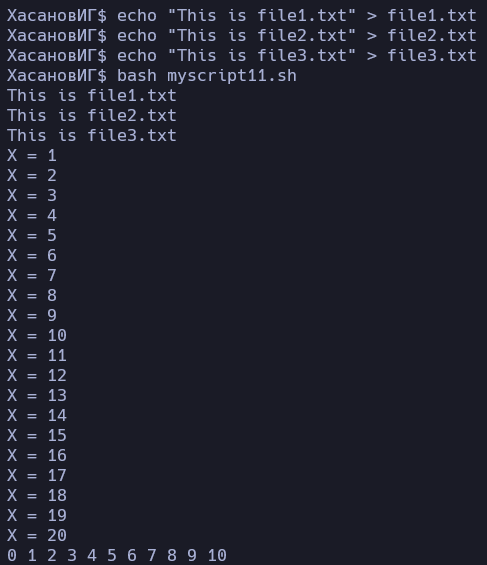 ХасановИГ$ echo "This is file1.txt" > file1.txt
ХасановИГ$ echo "This is file2.txt" > file2.txt
ХасановИГ$ echo "This is file3.txt" > file3.txt
ХасановИГ$ bash myscript11.sh
This is file1.txt
This is file2.txt
This is file3.txt
X = 1
X = 2
X = 3
X = 4
X = 5
X = 6
X = 7
X = 8
X = 9
X = 10
X = 11
X = 12
X = 13
X = 14
X = 15
X = 16
X = 17
X = 18
X = 19
X = 20
0 1 2 3 4 5 6 7 8 9 10